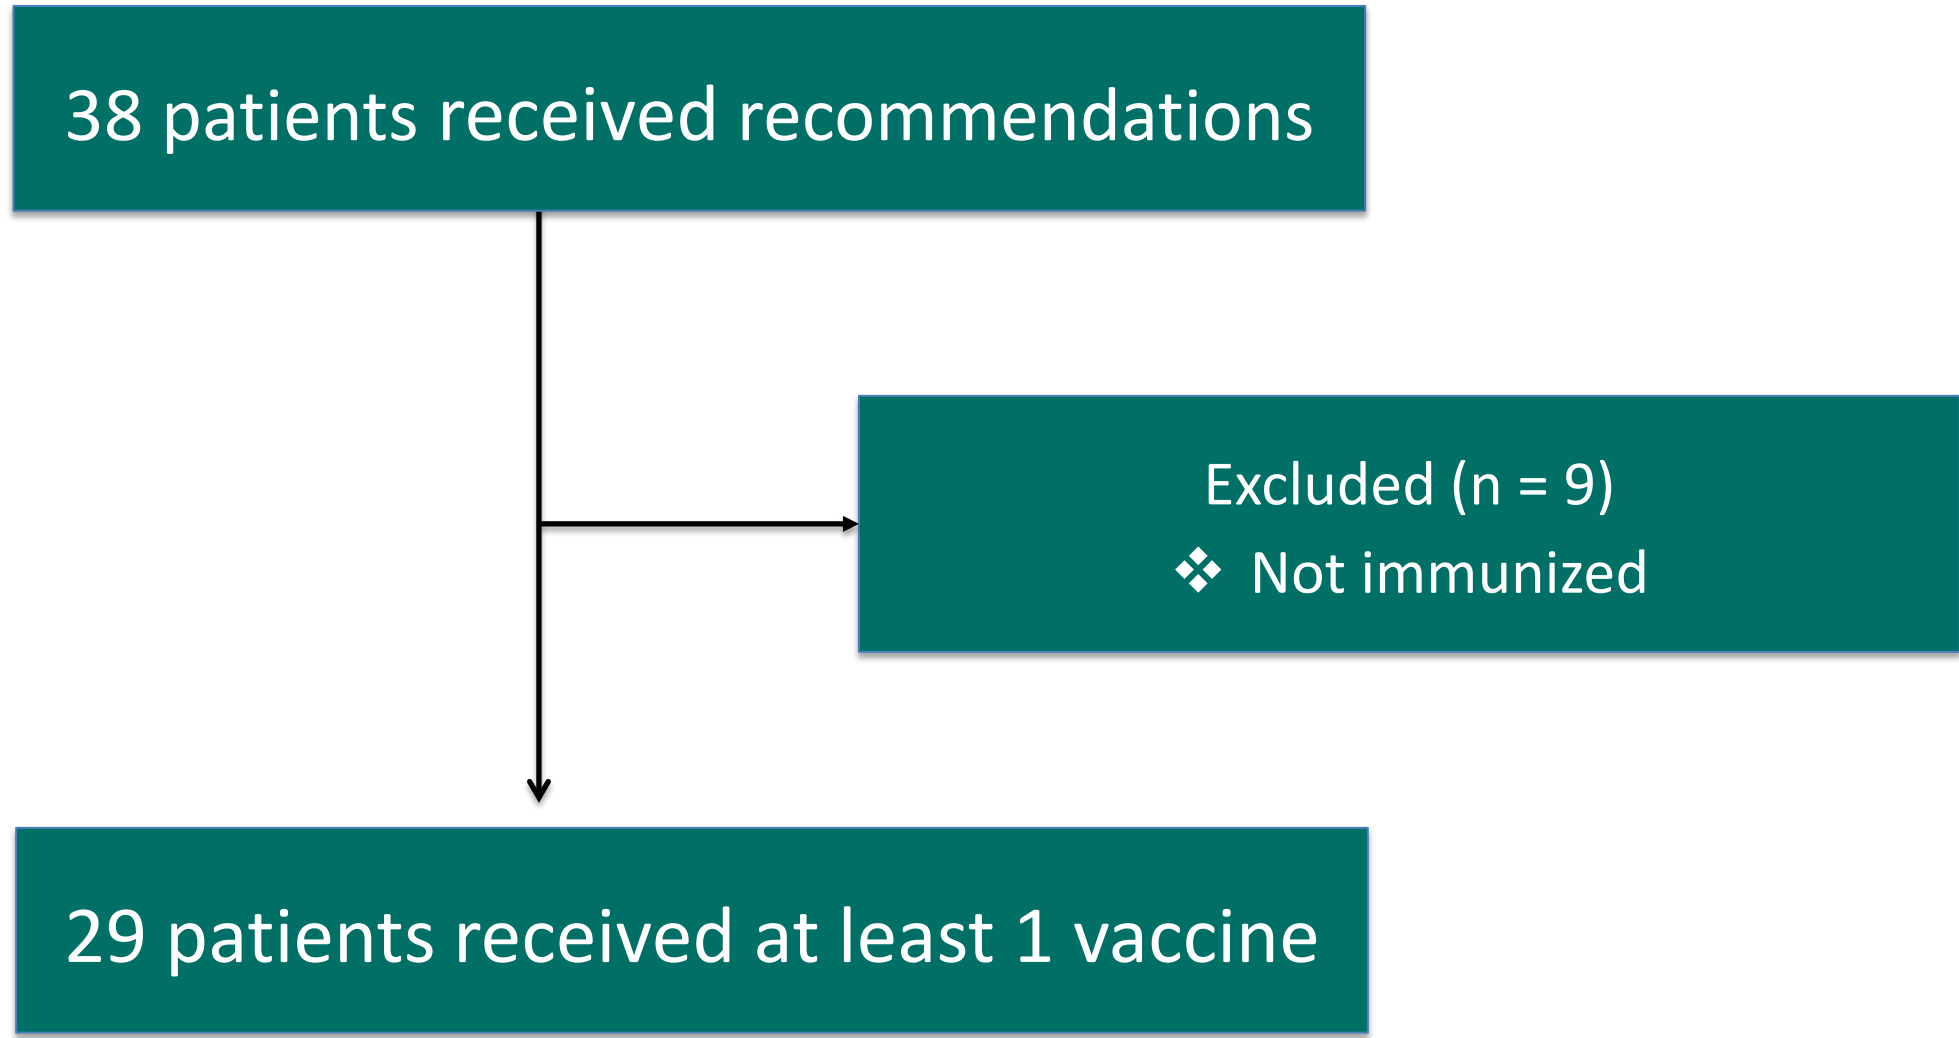 38 patients received recommendations
Excluded (n = 9)
❖ Not immunized
29 patients received at least 1 vaccine